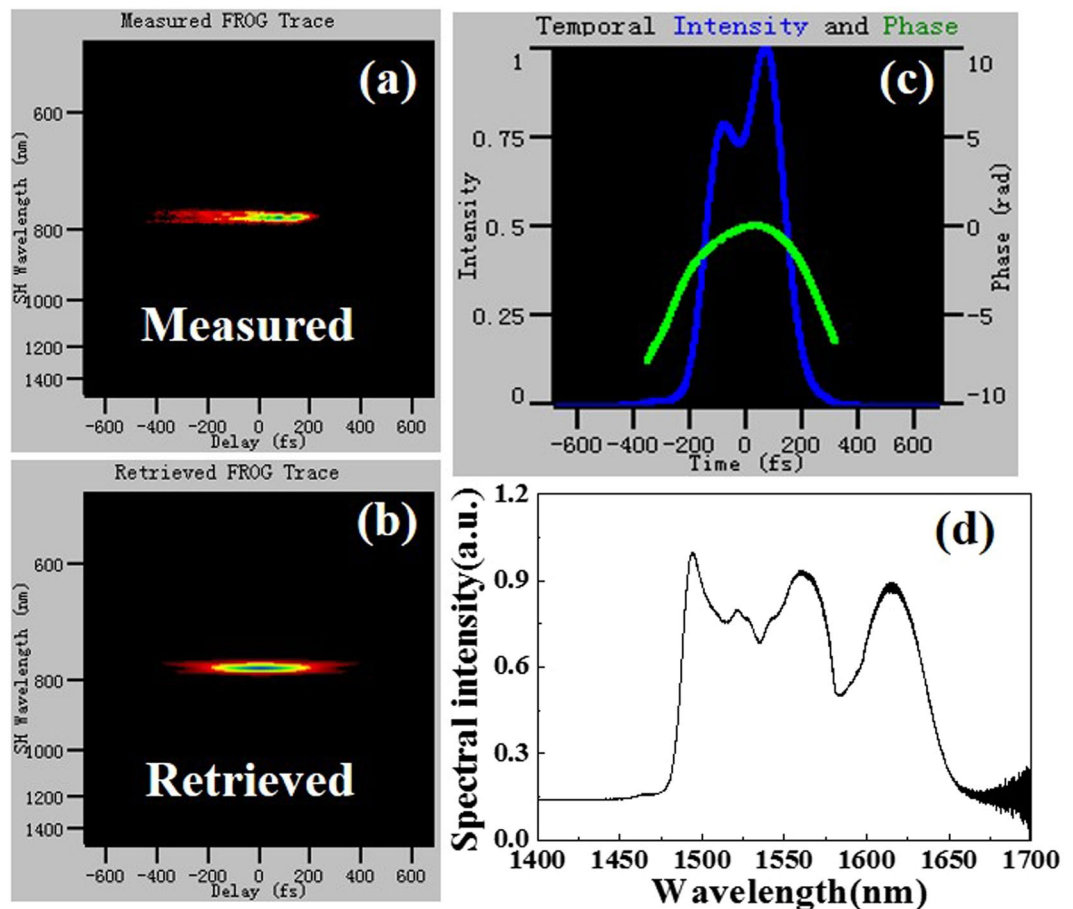 Measured FROG Trace
(a)
SH Wavelength (nm)
600
800
1000
1200
1400
Measured
-600 -400 -200 0 200 400 600
Delay (fs)
Retrieved FROG Trace
(b)
SH Wavelength (nm)
600
800
1000
1200
1400
Retrieved
-600 -400 -200 0 200 400 600
Delay (fs)
Temporal Intensity and Phase
(c)
Intensity
1
0.75
0.5
0.25
0
10
5
0
-5
-10
Phase (rad)
-600 -400 -200 0 200 400 600
Time (fs)
(d)
Spectral intensity(a.u.)
1.2
0.9
0.6
0.3
0.0
1400 1450 1500 1550 1600 1650 1700
Wavelength(nm)